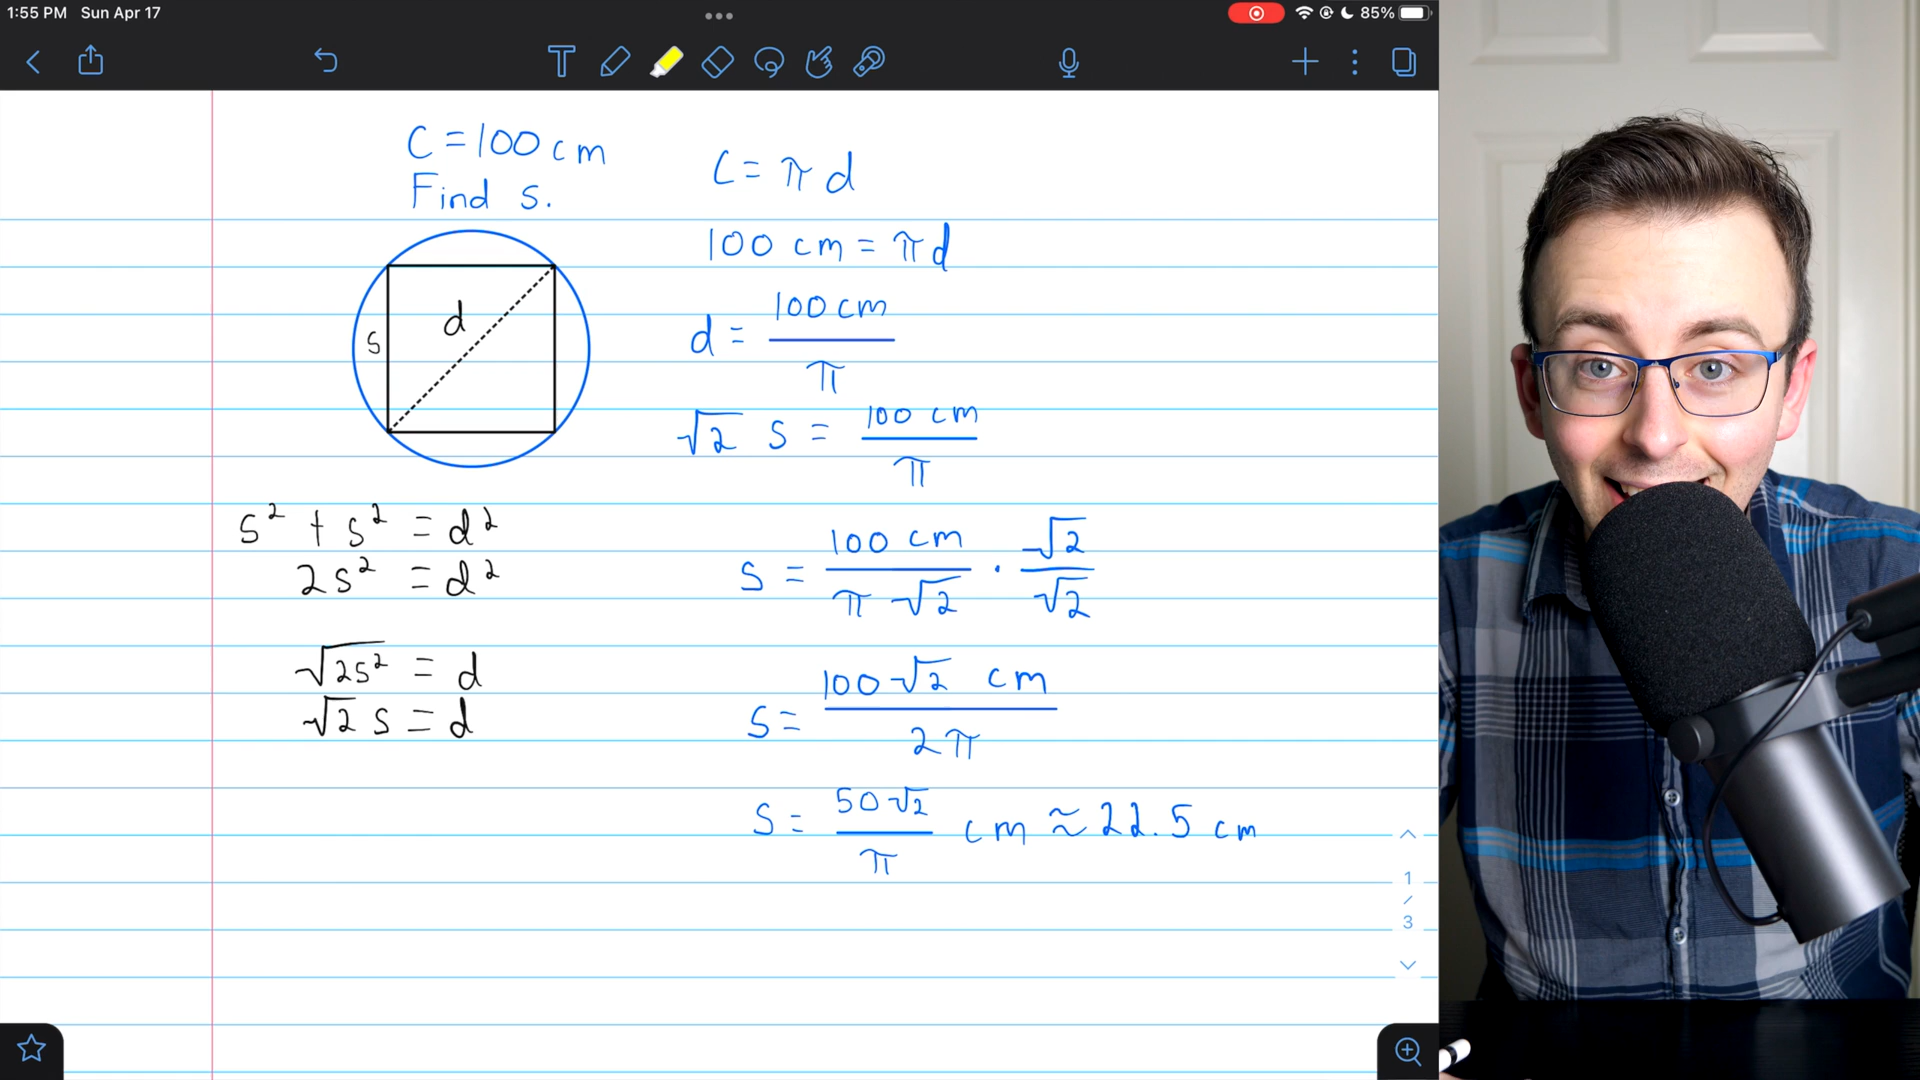 1:55 PM Sun Apr 17
85%
C = 100 cm
Find s.
s
d
s² + s² = d²
2s² = d²
√2s² = d
√2 s = d
C = π d
100 cm = π d
d = 100 cm / π
√2 s = 100 cm / π
s = 100 cm / π √2 · √2 / √2
s = 100 √2 cm / 2π
s = 50 √2 / π cm ≈ 22.5 cm
1 / 3